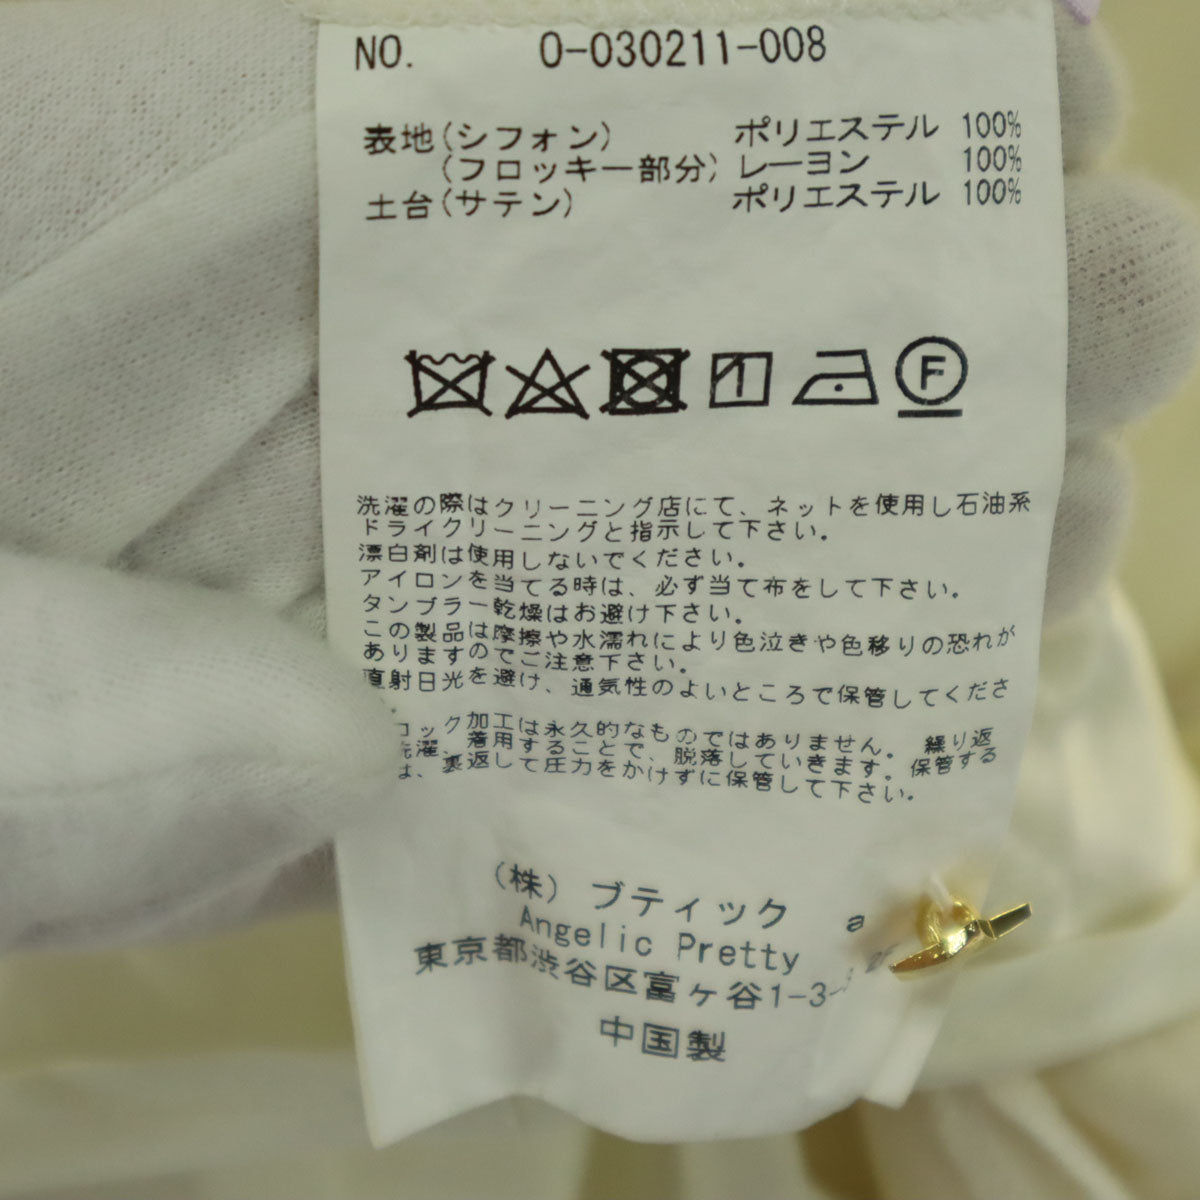 NO. 0-030211-008
表地(シフォン) ポリエステル 100%
(フロッキー部分) レーヨン 100%
土台(サテン) ポリエステル 100%
F
洗濯の際はクリーニング店にて、ネットを使用し石油系
ドライクリーニングと指示して下さい。
漂白剤は使用しないでください。
アイロンを当てる時は、必ず当て布をして下さい。
タンブラー乾燥はお避け下さい。
この製品は摩擦や水濡れにより色泣きや色移りの恐れが
ありますのでご注意下さい。
直射日光を避け、通気性のよいところで保管してくださ
ロック加工は永久的なものではありません。 繰り返
洗濯、着用することで、脱落していきます。保管する
は、裏返して圧力をかけずに保管して下さい。
(株) ブティック a
Angelic Pretty
東京都渋谷区富ヶ谷1-3-
中国製